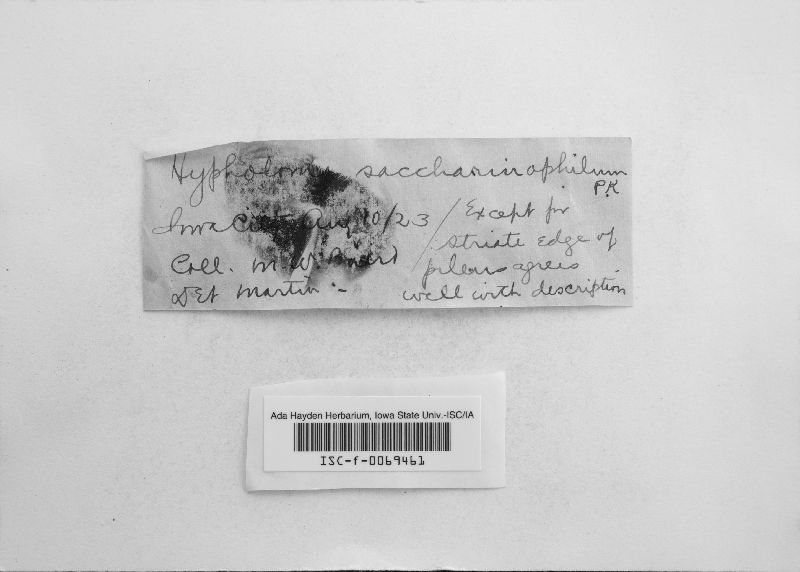 Hypholoma saccharinophilum
P.K
Iowa City Aug 10/23 / Except for
striate edge of
Coll. M W / pileus agrees
Det Martin - well with description
Ada Hayden Herbarium, Iowa State Univ.-ISC/IA
ISC-f-0069461